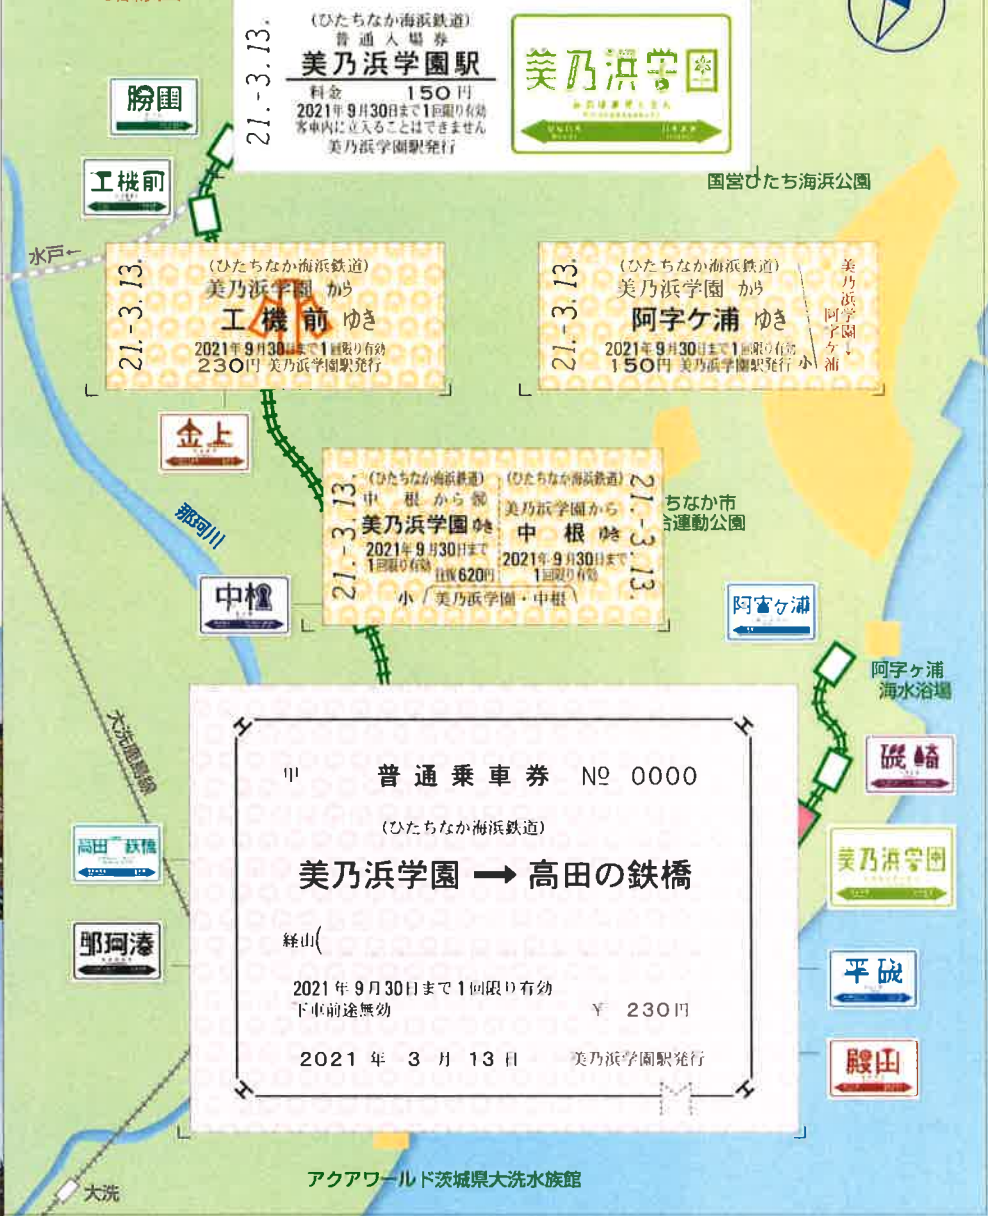 21.-3.13.
(ひたちなか海浜鉄道)
普通入場券
美乃浜学園駅
料金 150円
2021年9月30日まで1回限り有効
客車内に立入ることはできません
美乃浜学園駅発行
美乃浜学園
勝田
工機前
国営ひたち海浜公園
水戸←
21.-3.13.
(ひたちなか海浜鉄道)
美乃浜学園 から
工機前 ゆき
2021年9月30日まで1回限り有効
230円 美乃浜学園駅発行
小
21.-3.13.
(ひたちなか海浜鉄道)
美乃浜学園 から
阿字ケ浦 ゆき
2021年9月30日まで1回限り有効
150円 美乃浜学園駅発行
小
美乃浜学園↓
阿字ケ浦
金上
21.-3.13.
(ひたちなか海浜鉄道)
中根から
美乃浜学園 ゆき
2021年9月30日まで
1回限り有効
往復620円
(ひたちなか海浜鉄道)
美乃浜学園から
中根 ゆき
2021年9月30日まで
1回限り有効
21.-3.13.
小 美乃浜学園・中根
ちなか市
合運動公園
那珂川
中根
阿字ヶ浦
阿字ヶ浦
海水浴場
大洗鹿島線
磯崎
普通乗車券 № 0000
(ひたちなか海浜鉄道)
美乃浜学園 → 高田の鉄橋
経由(
2021年9月30日まで1回限り有効
下車前途無効
¥ 230円
2021年3月13日
美乃浜学園駅発行
高田の鉄橋
美乃浜学園
那珂湊
平磯
殿山
アクアワールド茨城県大洗水族館
大洗